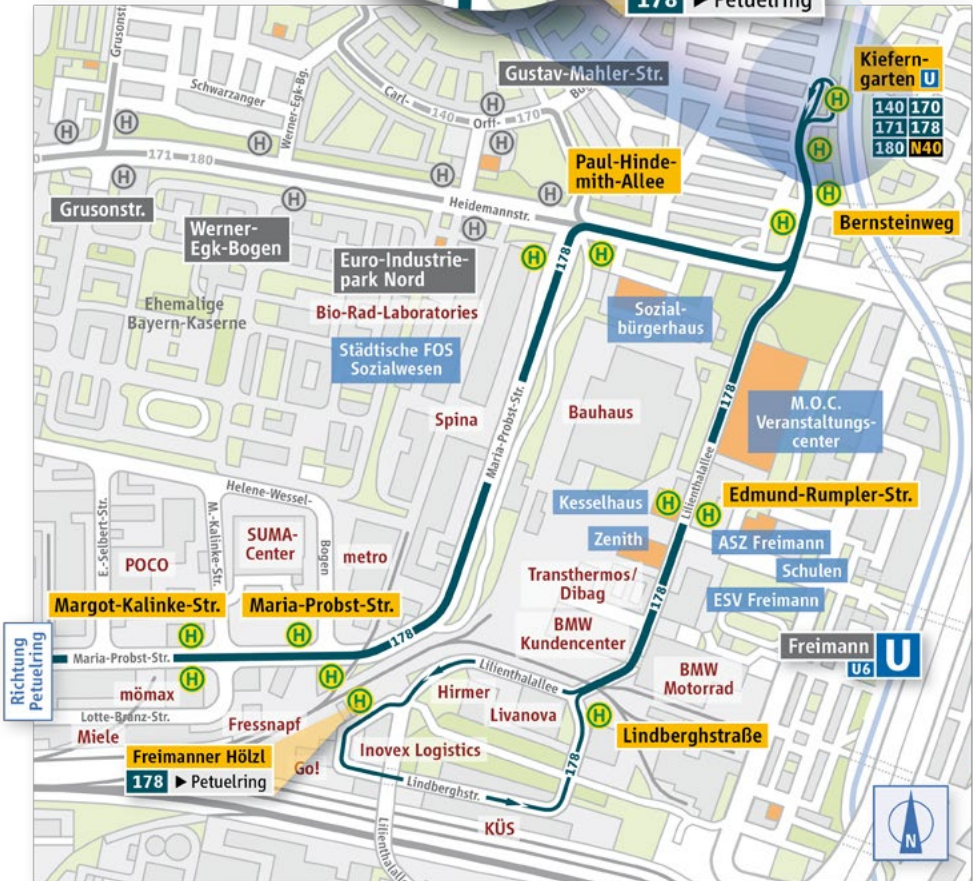 178 ► Petuelring
Grusonstr.
Schwarzanger
Werner-Egk-Bg.
Carl-
140
Orff-
170
Gustav-Mahler-Str.
Kiefern-
garten U
140 170
171 178
180 N40
171 - 180
Paul-Hinde-
mith-Allee
Heidemannstr.
Grusonstr.
Werner-
Egk-Bogen
Bernsteinweg
Euro-Industrie-
park Nord
178
Ehemalige
Bayern-Kaserne
Bio-Rad-Laboratories
Sozial-
bürgerhaus
Städtische FOS
Sozialwesen
178
M.O.C.
Veranstaltungs-
center
Spina
Maria-Probst-Str.
Bauhaus
Lilienthalallee
Helene-Wessel-
Bogen
Kesselhaus
Edmund-Rumpler-Str.
E.-Selbert-Str.
M.-Kalinke-Str.
SUMA-
Center
POCO
metro
Zenith
ASZ Freimann
Schulen
Transthermos/
Dibag
ESV Freimann
178
Margot-Kalinke-Str.
Maria-Probst-Str.
BMW
Kundencenter
Richtung
Petuelring
Maria-Probst-Str.
178
Freimann
U6
U
Lilienthalallee
BMW
Motorrad
mömax
Hirmer
Lotte-Branz-Str.
Miele
Fressnapf
Livanova
Lindberghstraße
Freimanner Hölzl
178 ► Petuelring
Go!
Inovex Logistics
178
Lindberghstr.
KÜS
Lilienthalallee
N